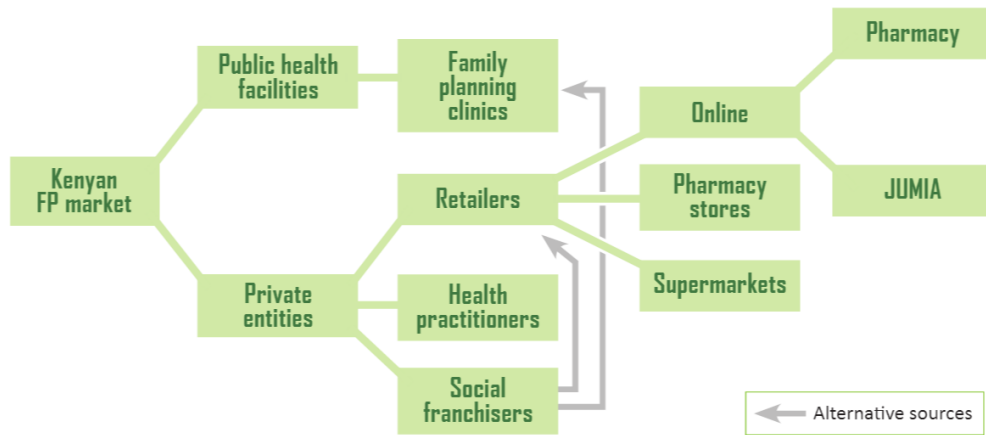 Kenyan
FP market
Public health
facilities
Family
planning
clinics
Private
entities
Retailers
Health
practitioners
Social
franchisers
Online
Pharmacy
stores
Supermarkets
Pharmacy
JUMIA
Alternative sources